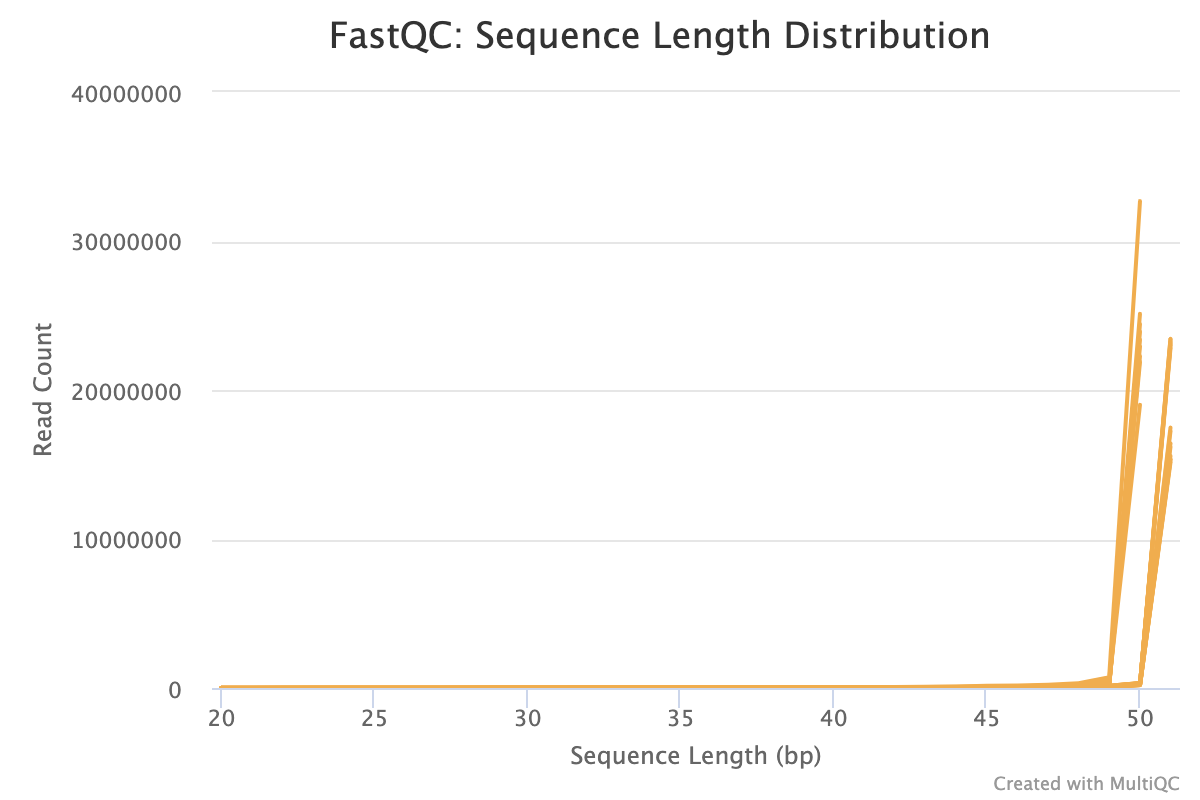 FastQC: Sequence Length Distribution
40000000
30000000
20000000
10000000
0
Read Count
20 25 30 35 40 45 50
Sequence Length (bp)
Created with MultiQC